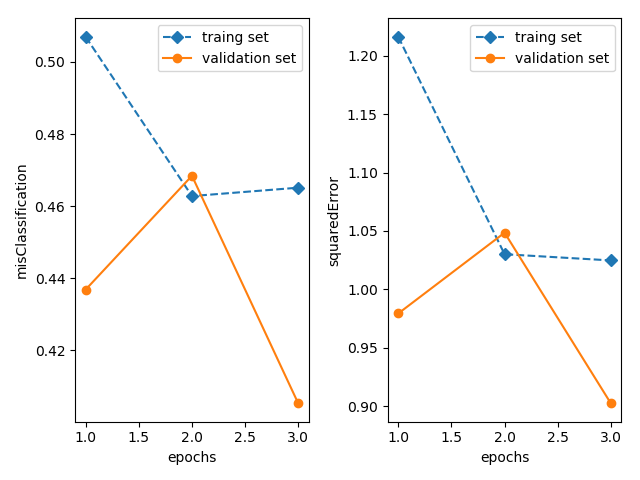 traing set
validation set
0.50
0.48
0.46
0.44
0.42
misClassification
1.0 1.5 2.0 2.5 3.0
epochs
traing set
validation set
1.20
1.15
1.10
1.05
1.00
0.95
0.90
squaredError
1.0 1.5 2.0 2.5 3.0
epochs